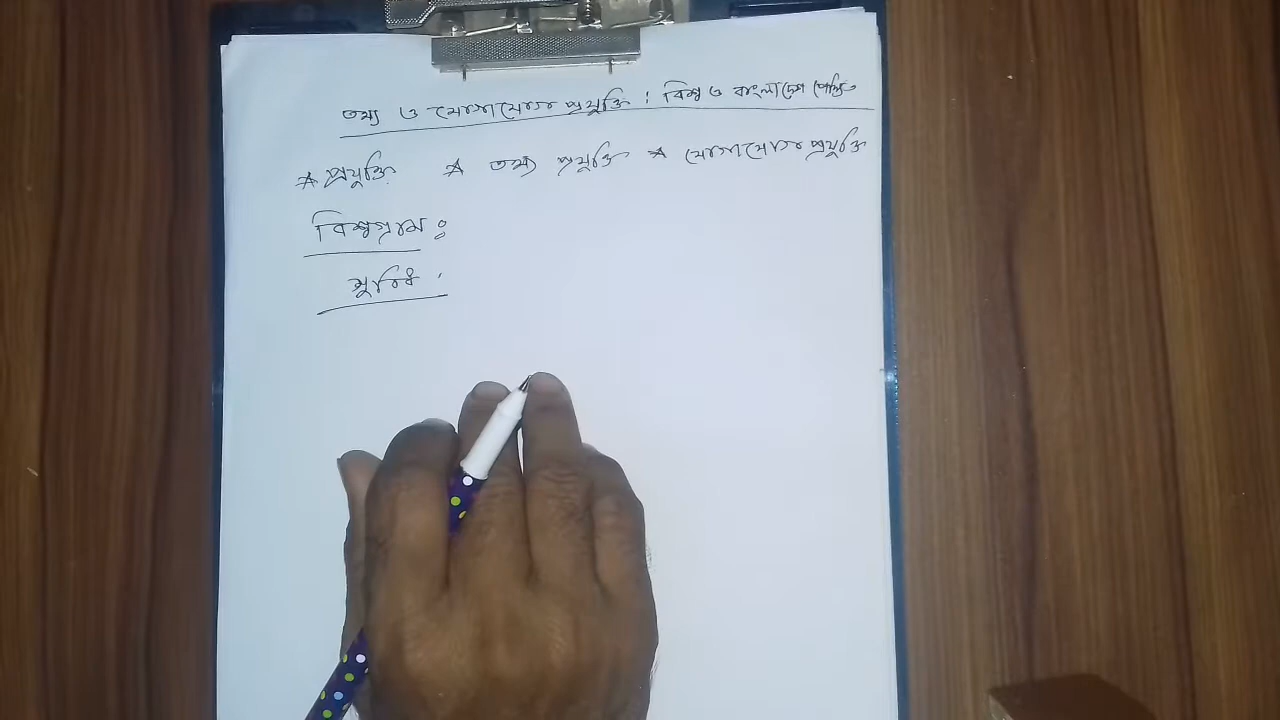 তথ্য ও যোগাযোগ প্রযুক্তি : বিশ্ব ও বাংলাদেশ প্রেক্ষিত
* প্রযুক্তি * তথ্য প্রযুক্তি * যোগাযোগ প্রযুক্তি
বিশ্বগ্রাম :
সুবিধ